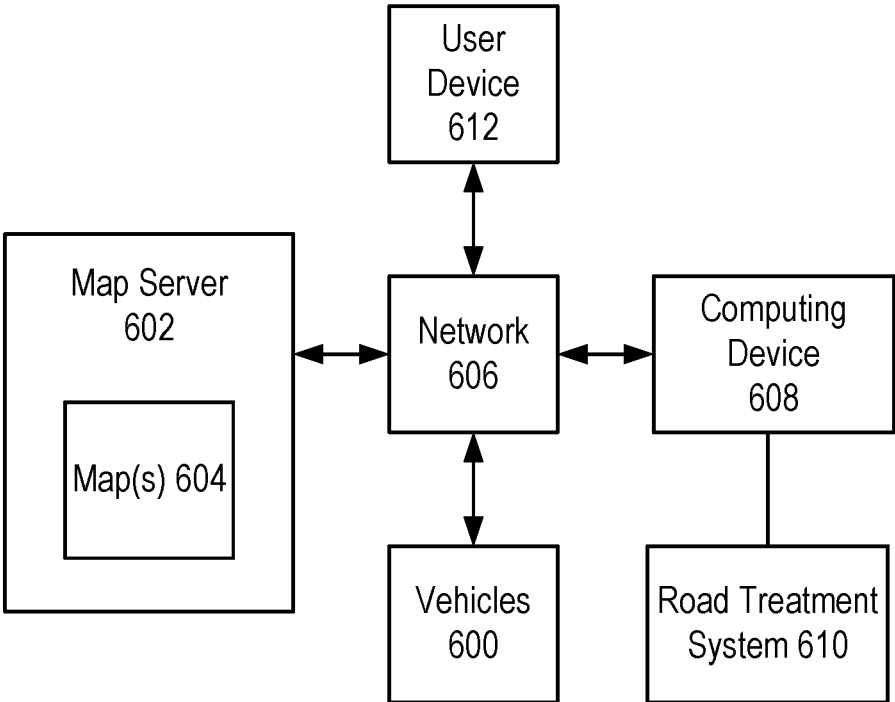 User
Device
612
Map Server
602
Map(s) 604
Network
606
Computing
Device
608
Vehicles
600
Road Treatment
System 610